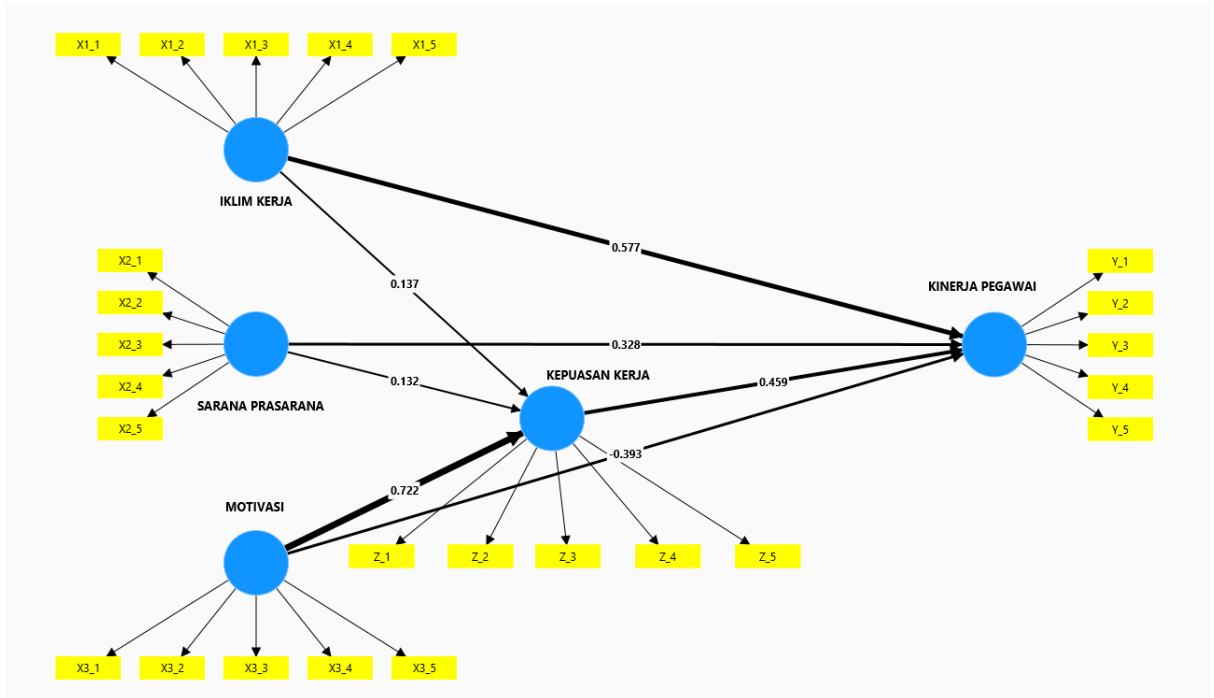 X1_1 X1_2 X1_3 X1_4 X1_5
IKLIM KERJA
0.577
0.137
X2_1
X2_2
X2_3
X2_4
X2_5
SARANA PRASARANA
0.328
0.132
KEPUASAN KERJA
0.459
-0.393
0.722
KINERJA PEGAWAI
Y_1
Y_2
Y_3
Y_4
Y_5
MOTIVASI
Z_1 Z_2 Z_3 Z_4 Z_5
X3_1 X3_2 X3_3 X3_4 X3_5